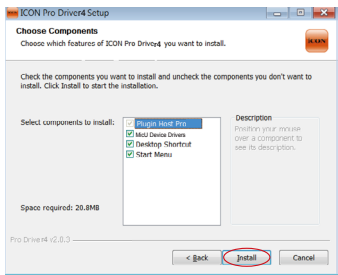 ICON Pro Driver4 Setup
Choose Components
Choose which features of ICON Pro Driver4 you want to install.
ICON
Check the components you want to install and uncheck the components you don't want to
install. Click Install to start the installation.
Select components to install:
Plugin Host Pro
MicU Device Drivers
Desktop Shortcut
Start Menu
Description
Position your mouse
over a component to
see its description.
Space required: 20.8MB
Pro Driver4 v2.0.3
< Back
Install
Cancel